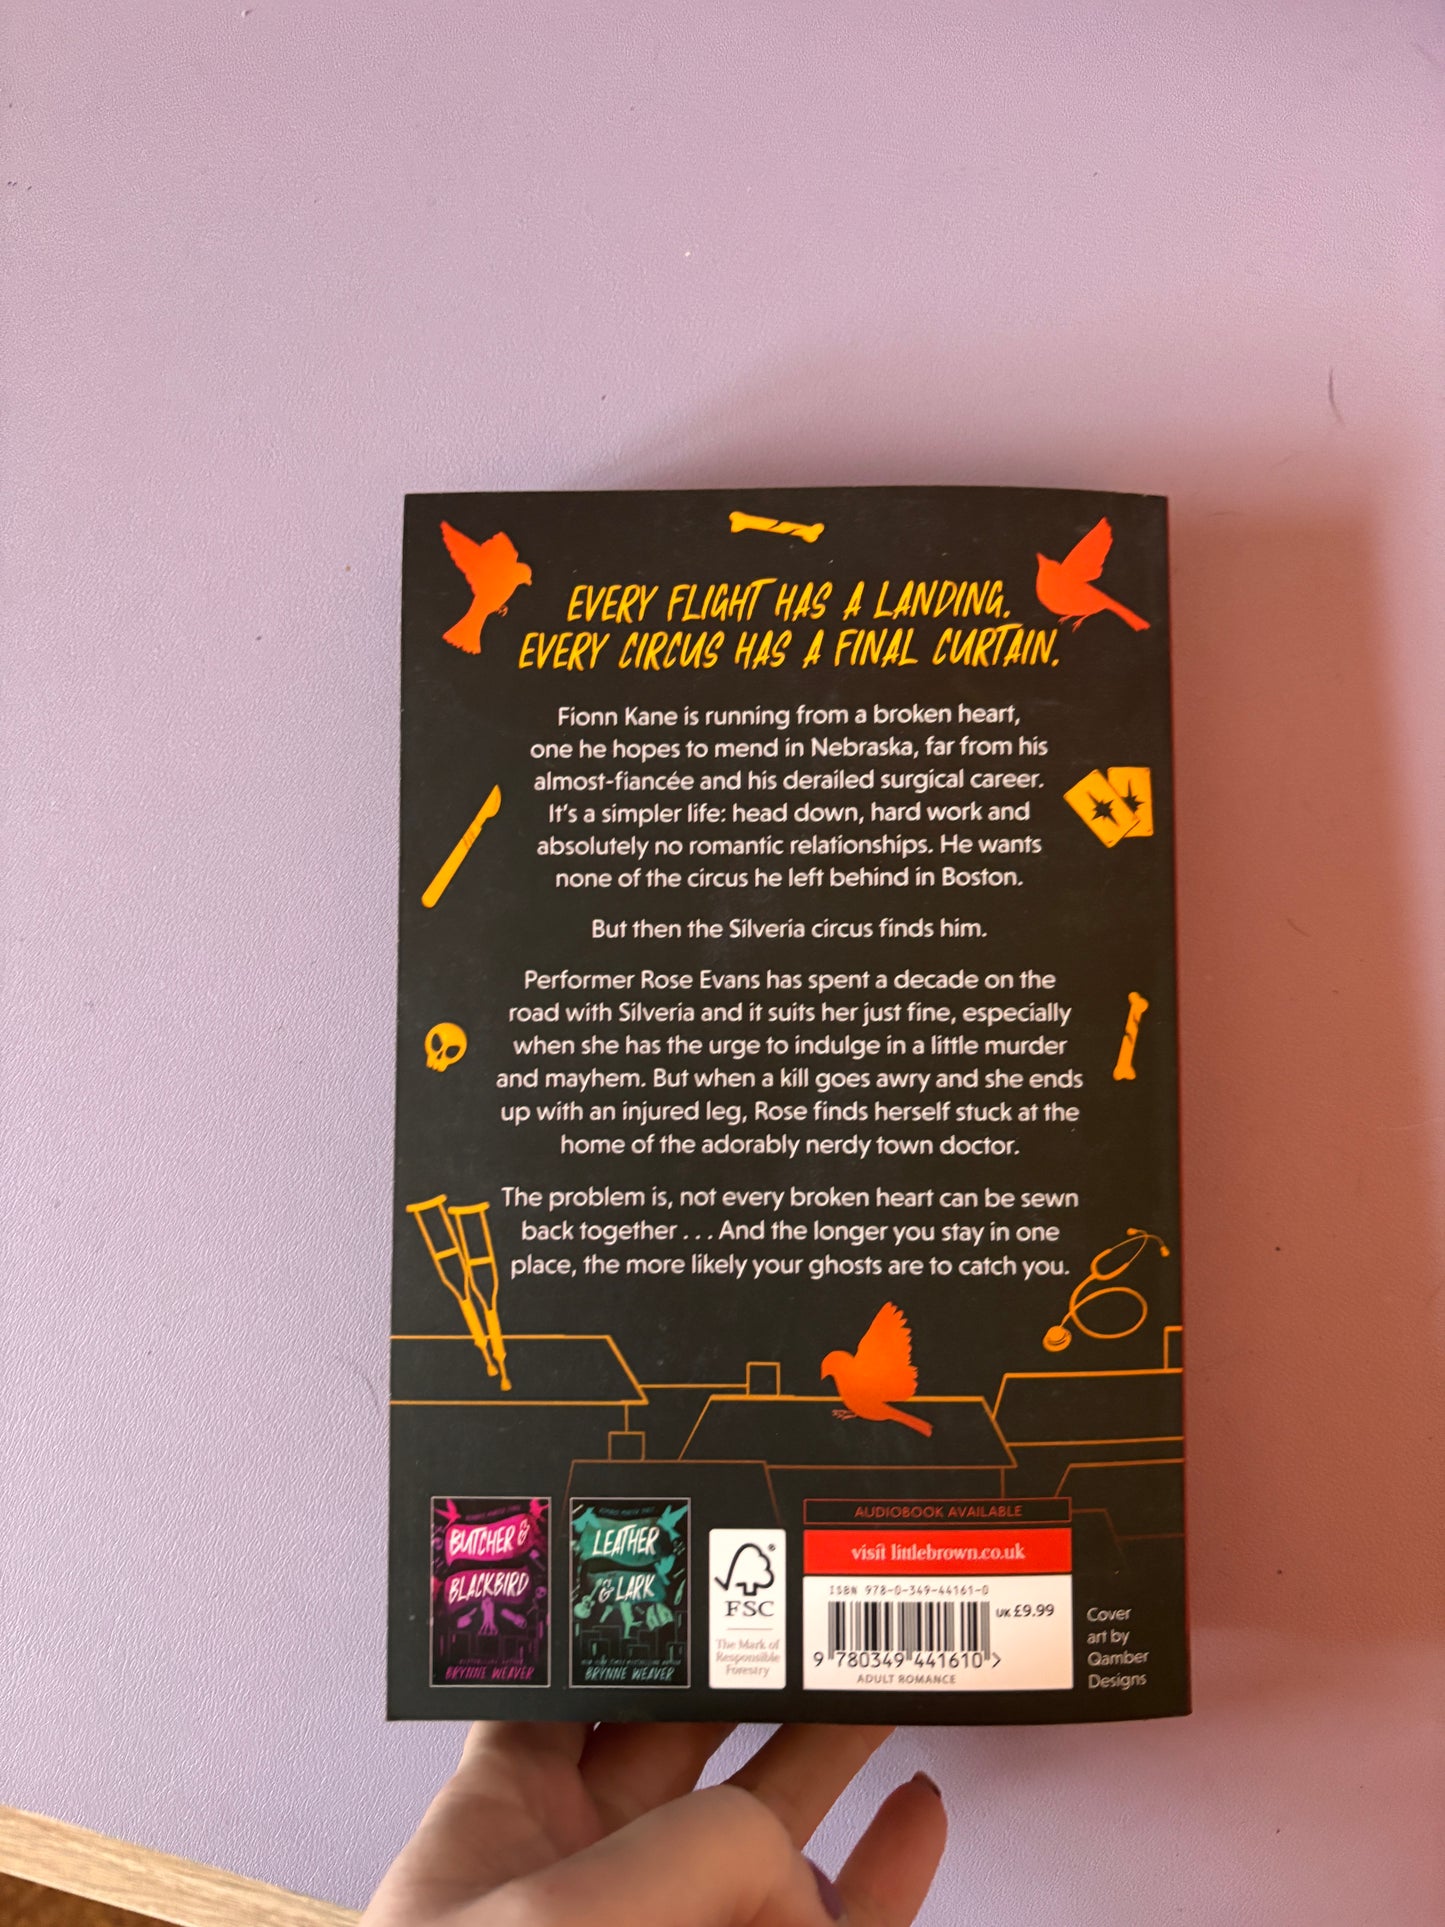 EVERY FLIGHT HAS A LANDING.
EVERY CIRCUS HAS A FINAL CURTAIN.
Fionn Kane is running from a broken heart,
one he hopes to mend in Nebraska, far from his
almost-fiancée and his derailed surgical career.
It's a simpler life: head down, hard work and
absolutely no romantic relationships. He wants
none of the circus he left behind in Boston.
But then the Silveria circus finds him.
Performer Rose Evans has spent a decade on the
road with Silveria and it suits her just fine, especially
when she has the urge to indulge in a little murder
and mayhem. But when a kill goes awry and she ends
up with an injured leg, Rose finds herself stuck at the
home of the adorably nerdy town doctor.
The problem is, not every broken heart can be sewn
back together . . . And the longer you stay in one
place, the more likely your ghosts are to catch you.
BUTCHER &
BLACKBIRD
BRYNNE WEAVER
LEATHER
& LARK
BRYNNE WEAVER
FSC
The Mark of
Responsible
Forestry
AUDIOBOOK AVAILABLE
visit littlebrown.co.uk
ISBN 978-0-349-44161-0
UK £9.99
9 780349 441610 >
ADULT ROMANCE
Cover
art by
Qamber
Designs